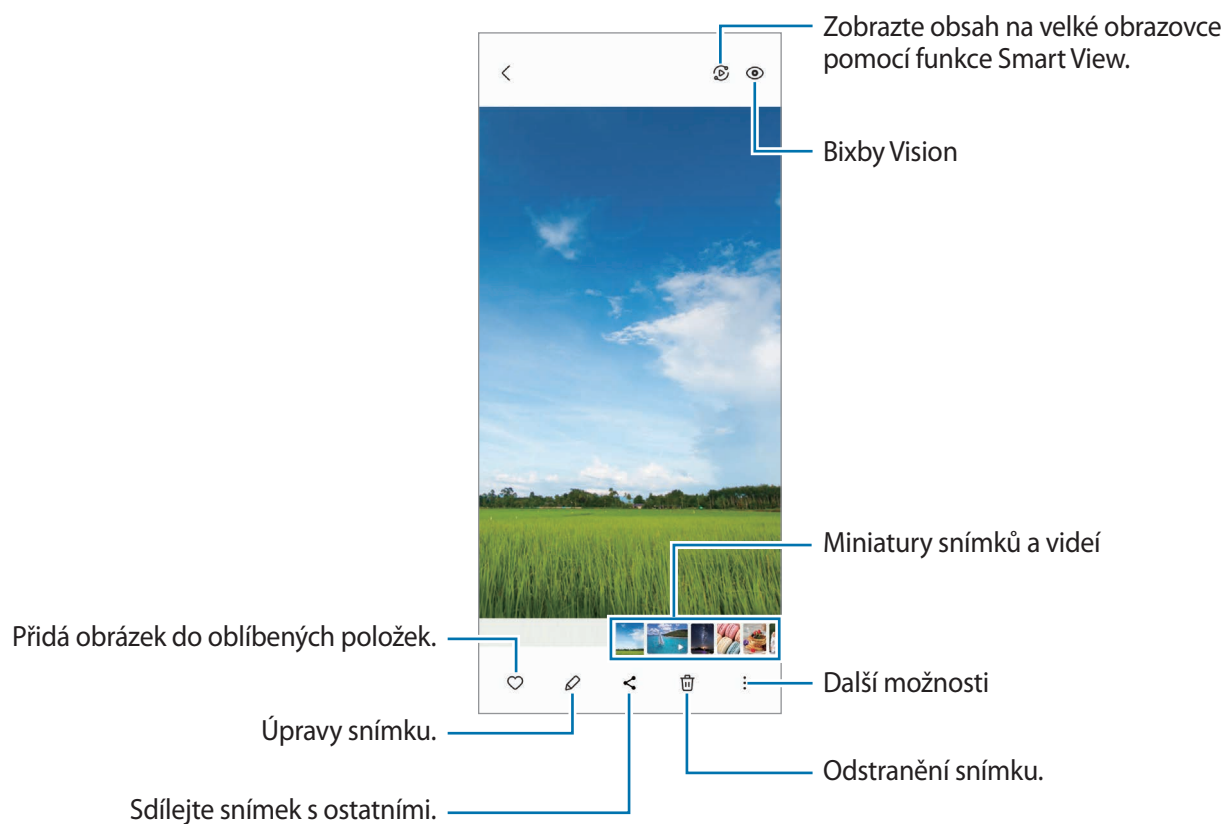 Zobrazte obsah na velké obrazovce
pomocí funkce Smart View.
Bixby Vision
Miniatury snímků a videí
Přidá obrázek do oblíbených položek.
Další možnosti
Úpravy snímku.
Odstranění snímku.
Sdílejte snímek s ostatními.